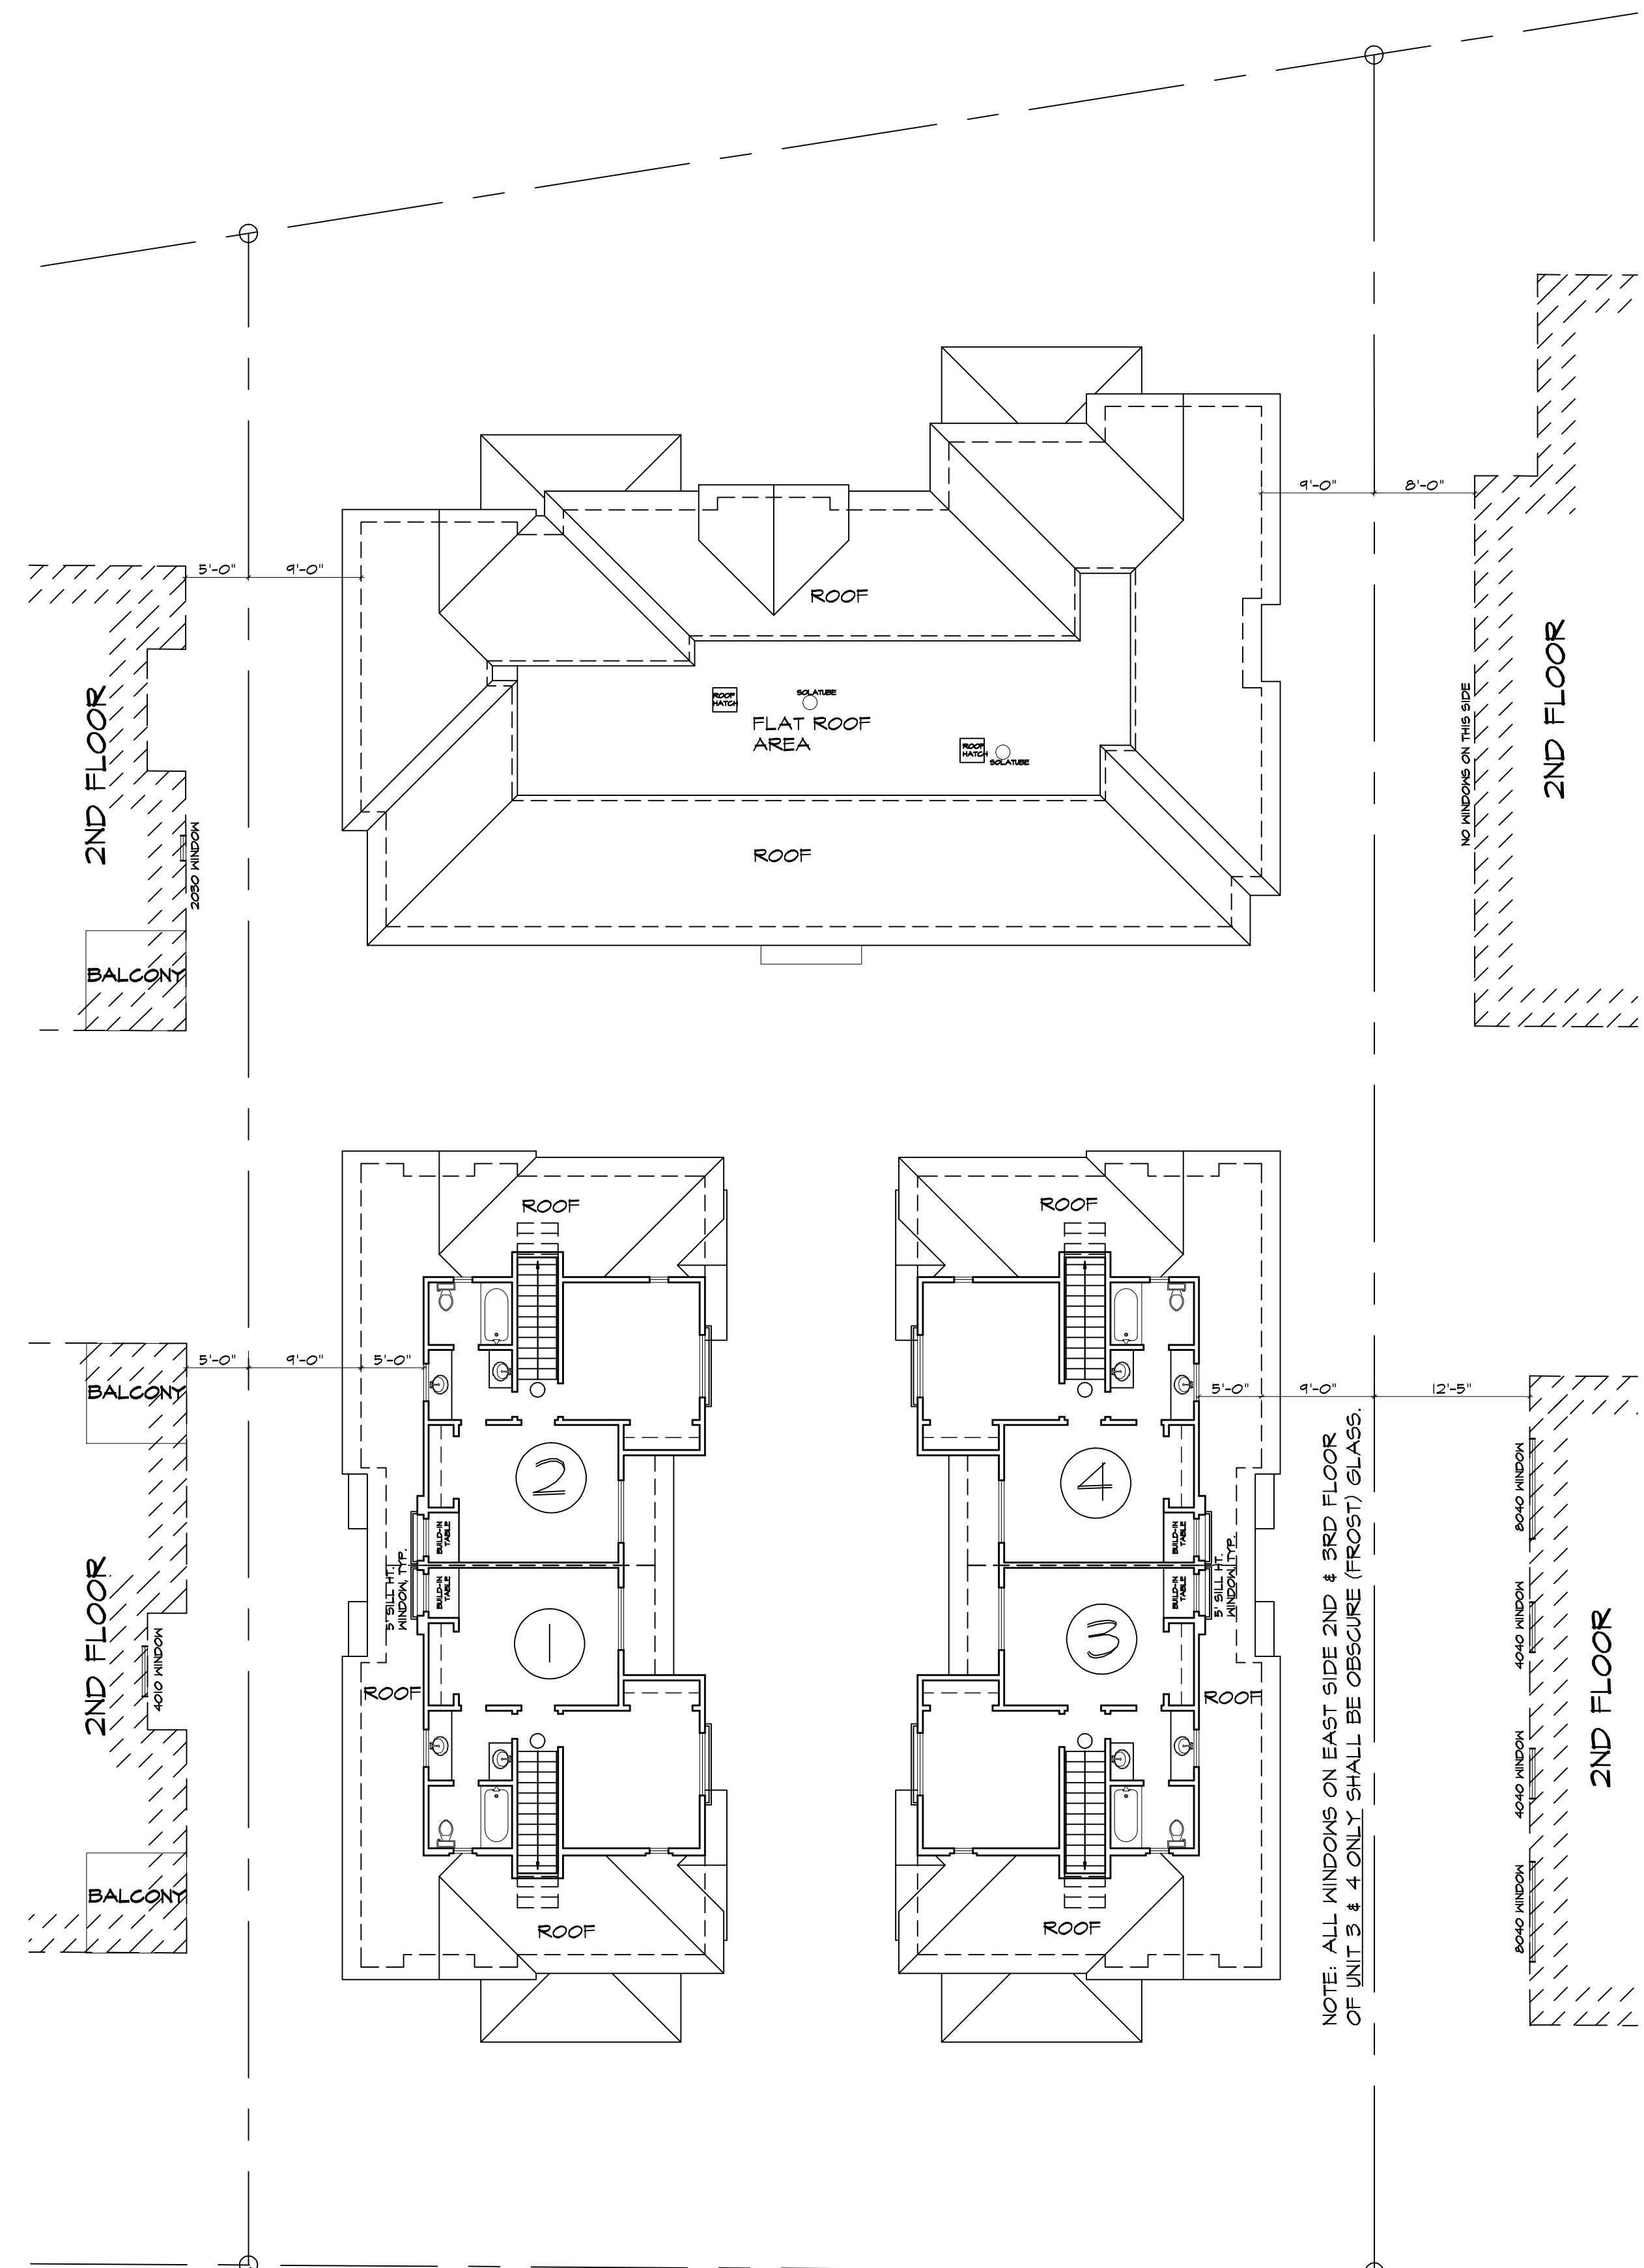 9'-0"
8'-0"
5'-0"
9'-0"
ROOF
2ND FLOOR
2ND FLOOR
NO WINDOWS ON THIS SIDE
ROOF
HATCH
SOLATUBE
FLAT ROOF
AREA
ROOF
HATCH
SOLATUBE
2030 WINDOW
ROOF
BALCONY
ROOF
ROOF
5'-0"
9'-0"
5'-0"
BALCONY
5'-0"
9'-0"
12'-5"
2
4
8040 WINDOW
BUILD-IN
TABLE
BUILD-IN
TABLE
5' SILL HT.
WINDOW, TYP.
5' SILL HT.
WINDOW, TYP.
BUILD-IN
TABLE
BUILD-IN
TABLE
4040 WINDOW
1
3
2ND FLOOR
4010 WINDOW
ROOF
ROOF
NOTE: ALL WINDOWS ON EAST SIDE 2ND & 3RD FLOOR
OF UNIT 3 & 4 ONLY SHALL BE OBSCURE (FROST) GLASS.
2ND FLOOR
4040 WINDOW
BALCONY
8040 WINDOW
ROOF
ROOF